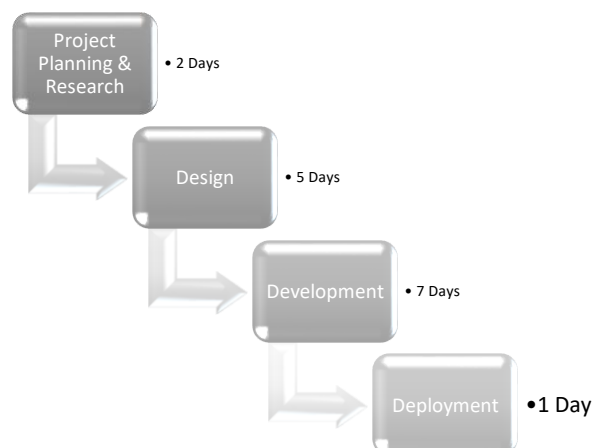 Project
Planning &
Research
• 2 Days
Design
• 5 Days
Development
• 7 Days
Deployment
•1 Day